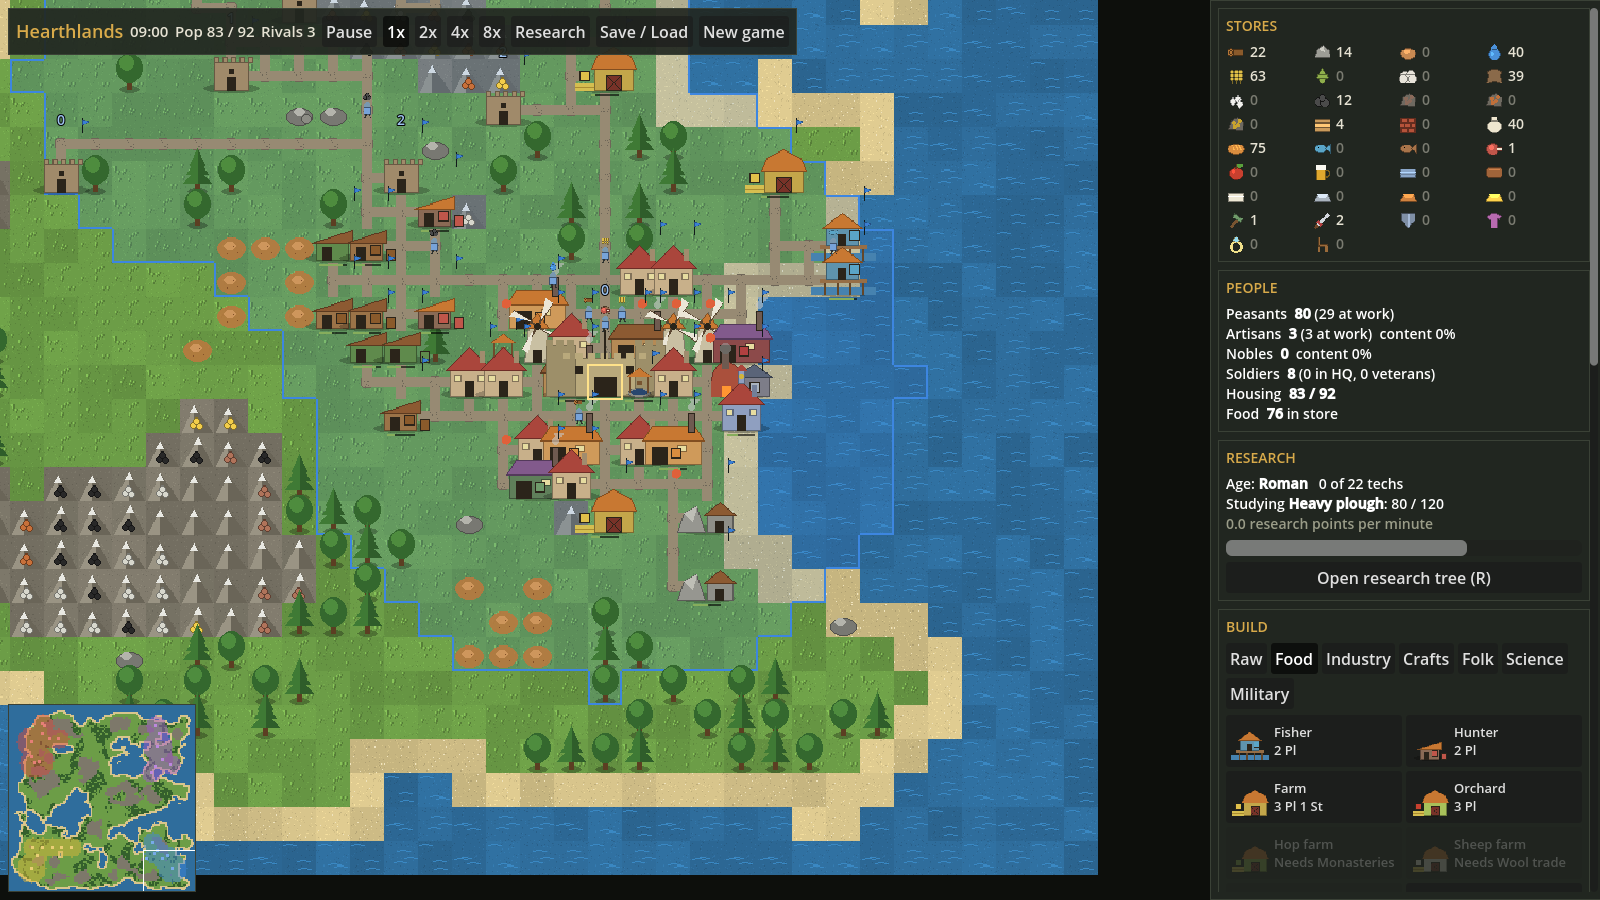 Hearthlands 09:00 Pop 83 / 92 Rivals 3 Pause 1x 2x 4x 8x Research Save / Load New game
0
2
0
STORES
22 14 0 40
63 0 0 39
0 12 0 0
0 4 0 40
75 0 0 1
0 0 0 0
0 0 0 0
1 2 0 0
0 0
PEOPLE
Peasants 80 (29 at work)
Artisans 3 (3 at work) content 0%
Nobles 0 content 0%
Soldiers 8 (0 in HQ, 0 veterans)
Housing 83 / 92
Food 76 in store
RESEARCH
Age: Roman 0 of 22 techs
Studying Heavy plough: 80 / 120
0.0 research points per minute
Open research tree (R)
BUILD
Raw Food Industry Crafts Folk Science
Military
Fisher
2 Pl
Hunter
2 Pl
Farm
3 Pl 1 St
Orchard
3 Pl
Hop farm
Needs Monasteries
Sheep farm
Needs Wool trade